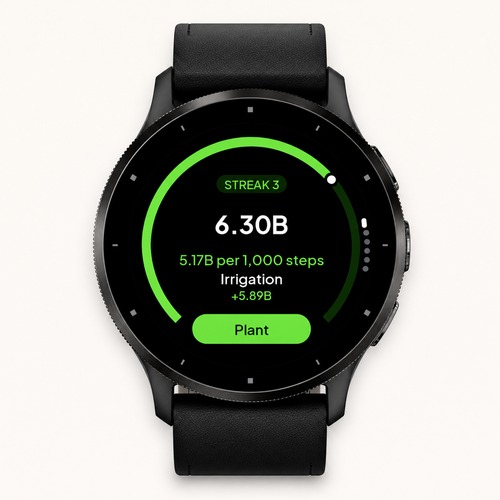 STREAK 3
6.30B
5.17B per 1,000 steps
Irrigation
+5.89B
Plant